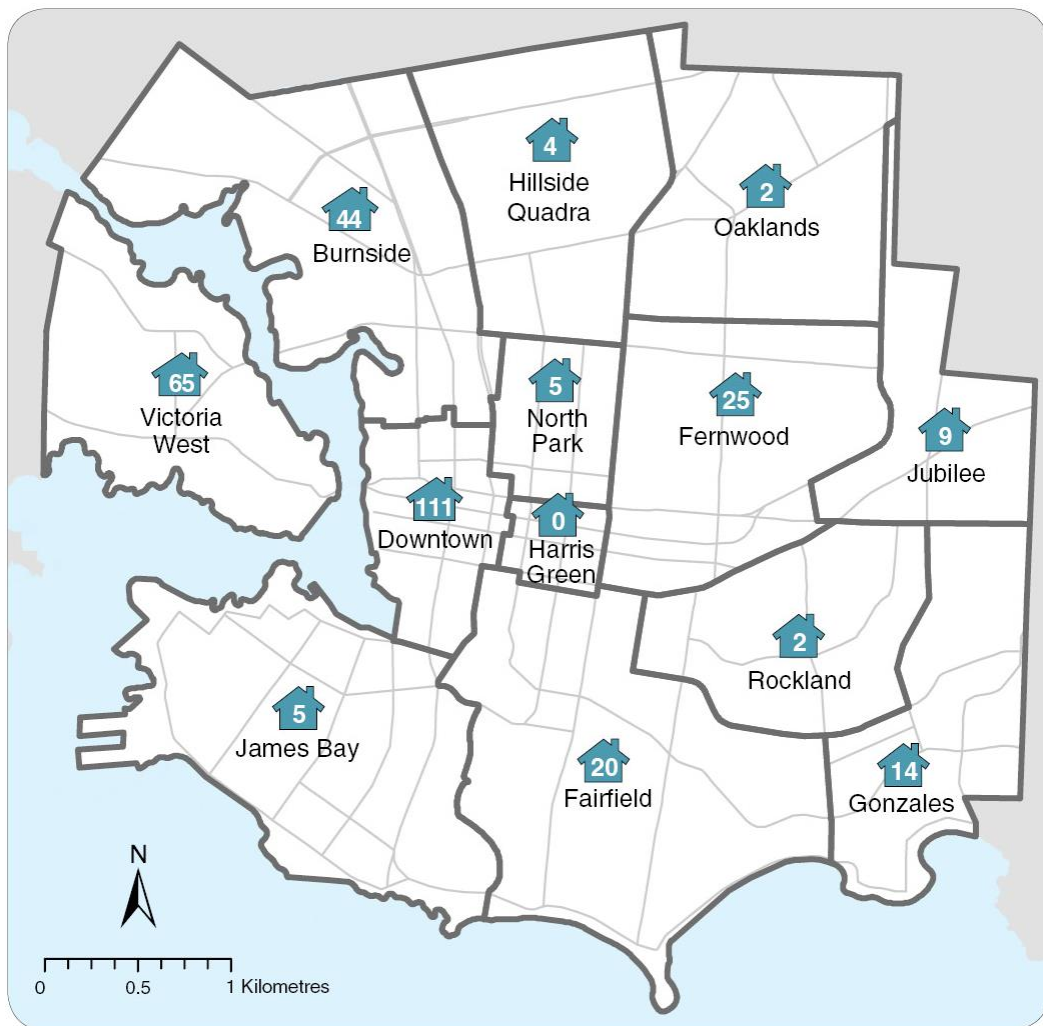 4
Hillside
Quadra
2
Oaklands
44
Burnside
65
Victoria
West
5
North
Park
25
Fernwood
9
Jubilee
111
Downtown
0
Harris
Green
2
Rockland
5
James Bay
20
Fairfield
14
Gonzales
N
0 0.5 1 Kilometres